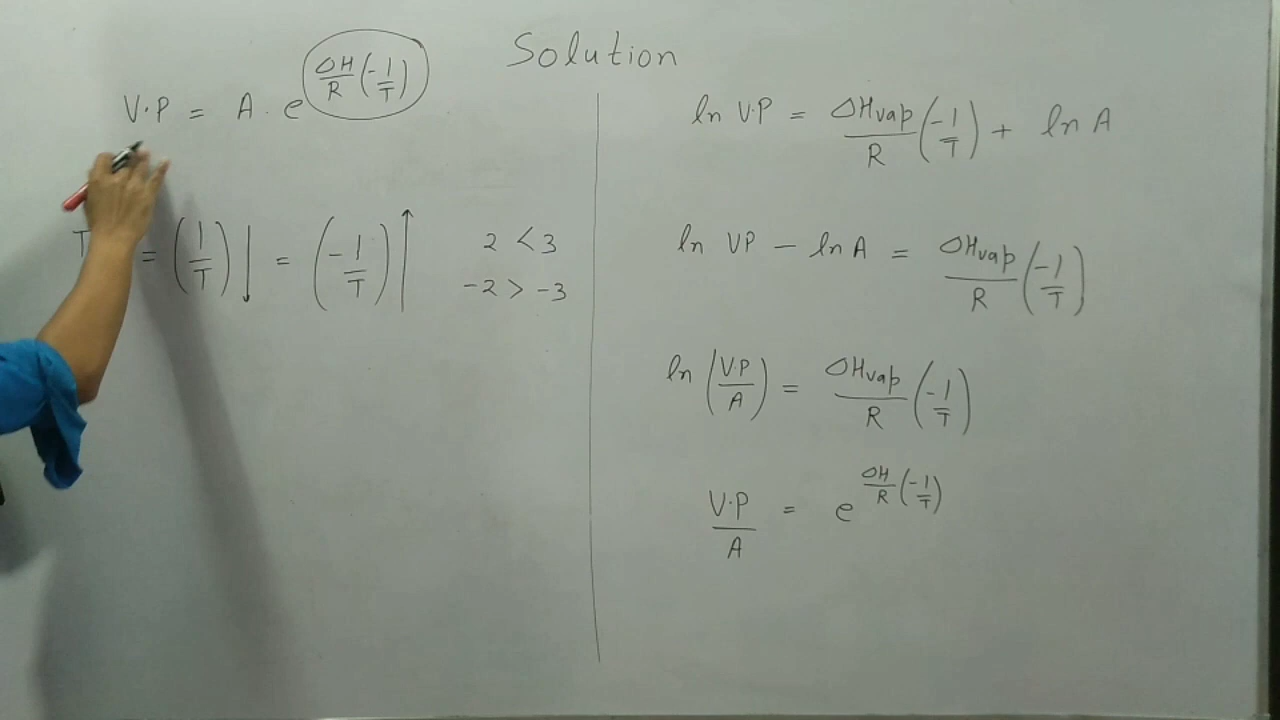 Solution
V.P = A . e^(ΔH/R (-1/T))
T = (1/T)↓ = (-1/T)↑
2 < 3
-2 > -3
ln V.P = ΔHvap/R (-1/T) + ln A
ln VP - ln A = ΔHvap/R (-1/T)
ln (V.P/A) = ΔHvap/R (-1/T)
V.P/A = e^(ΔH/R (-1/T))